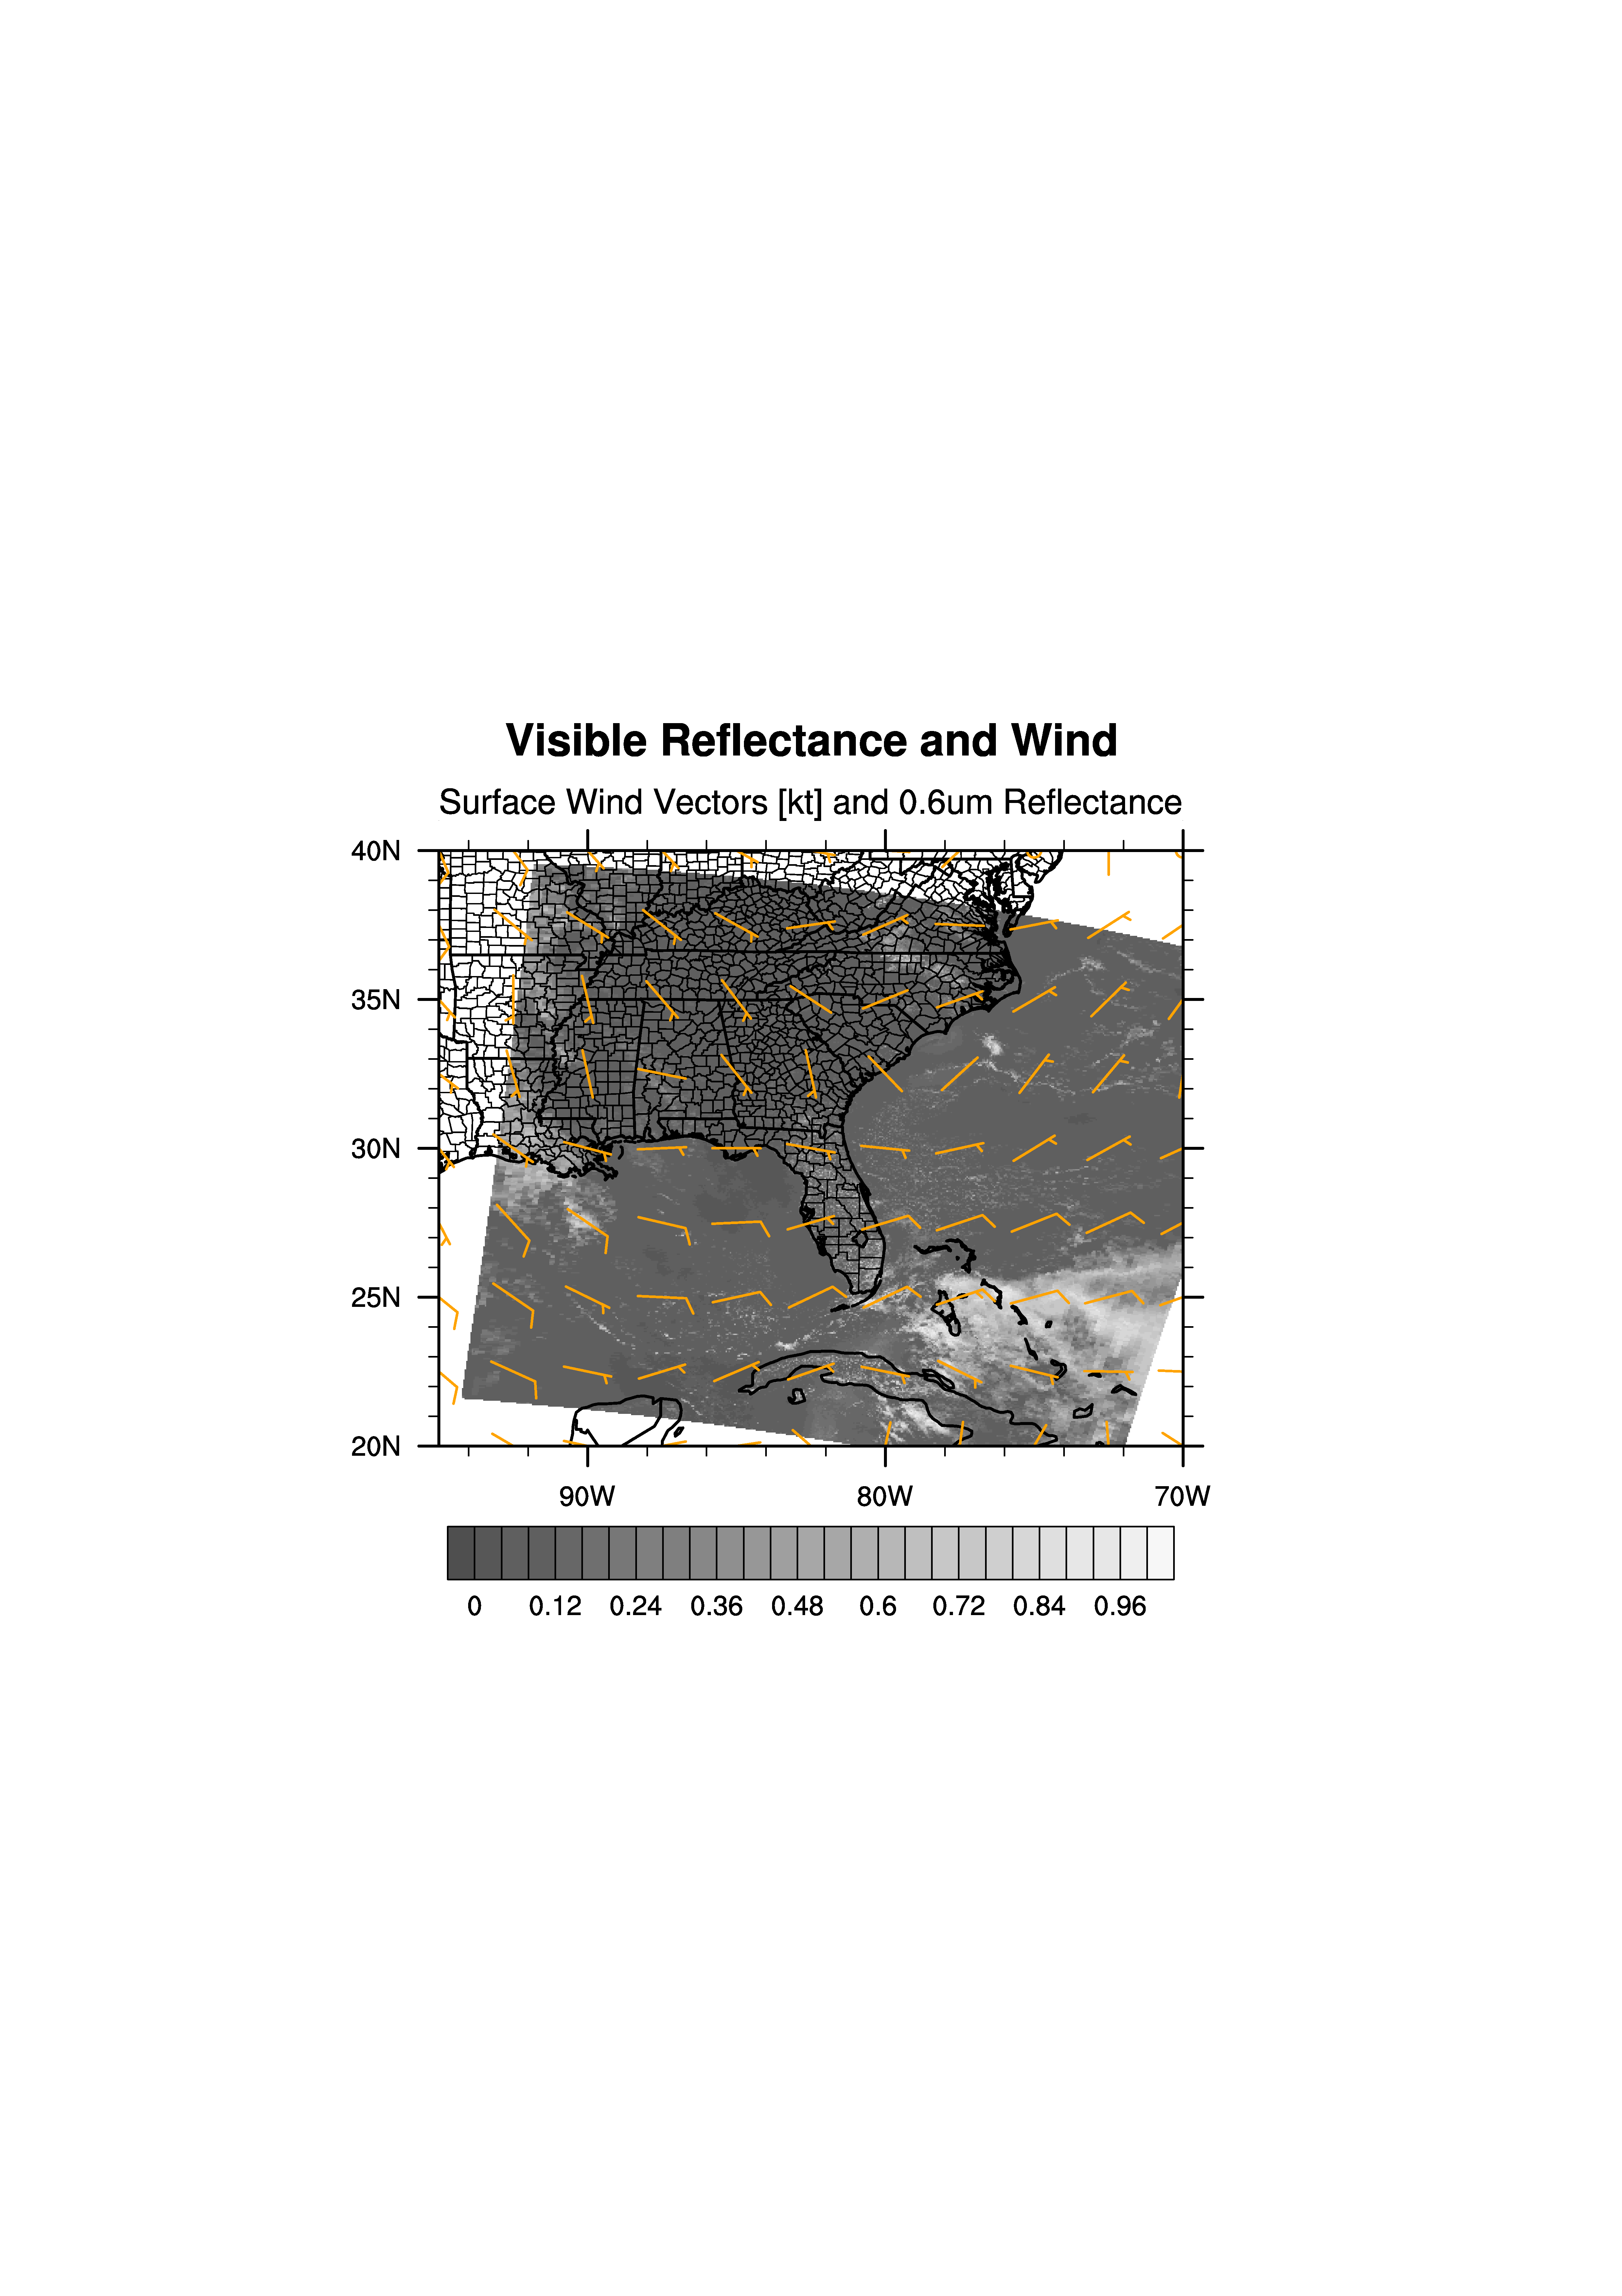 Visible Reflectance and Wind
Surface Wind Vectors [kt] and 0.6um Reflectance
40N
35N
30N
25N
20N
90W 80W 70W
0 0.12 0.24 0.36 0.48 0.6 0.72 0.84 0.96